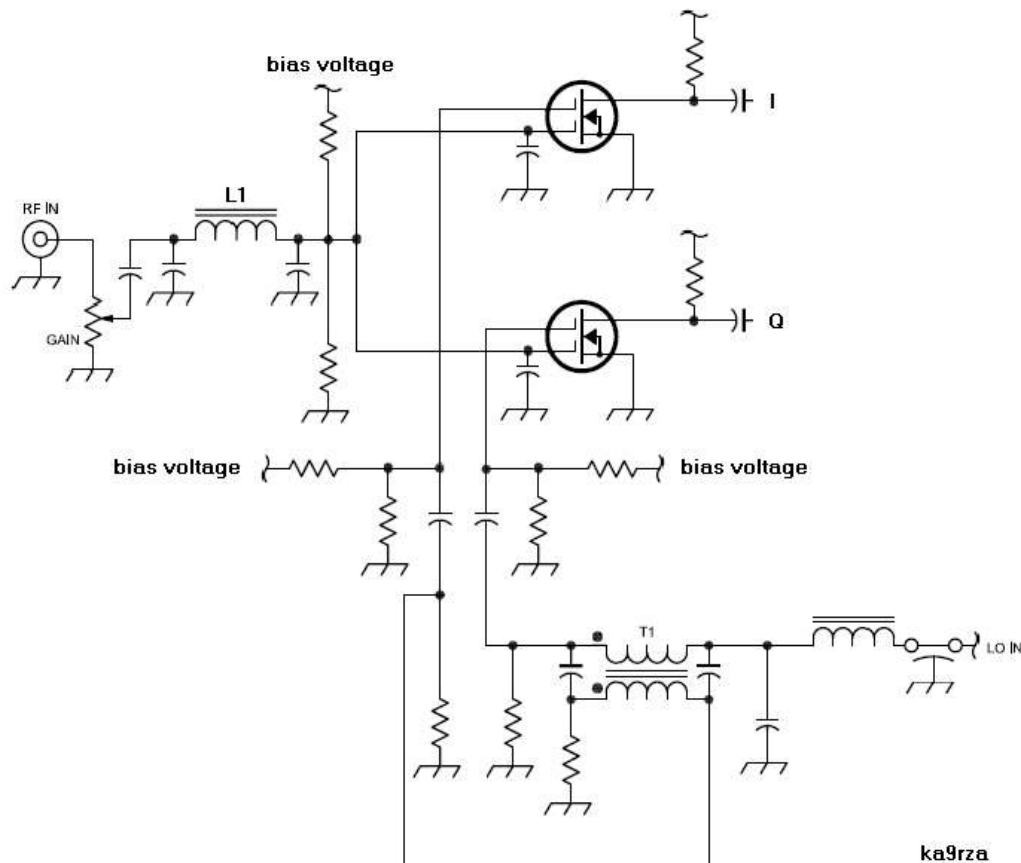 bias voltage
I
L1
RF IN
GAIN
Q
bias voltage
bias voltage
T1
LO IN
ka9rza